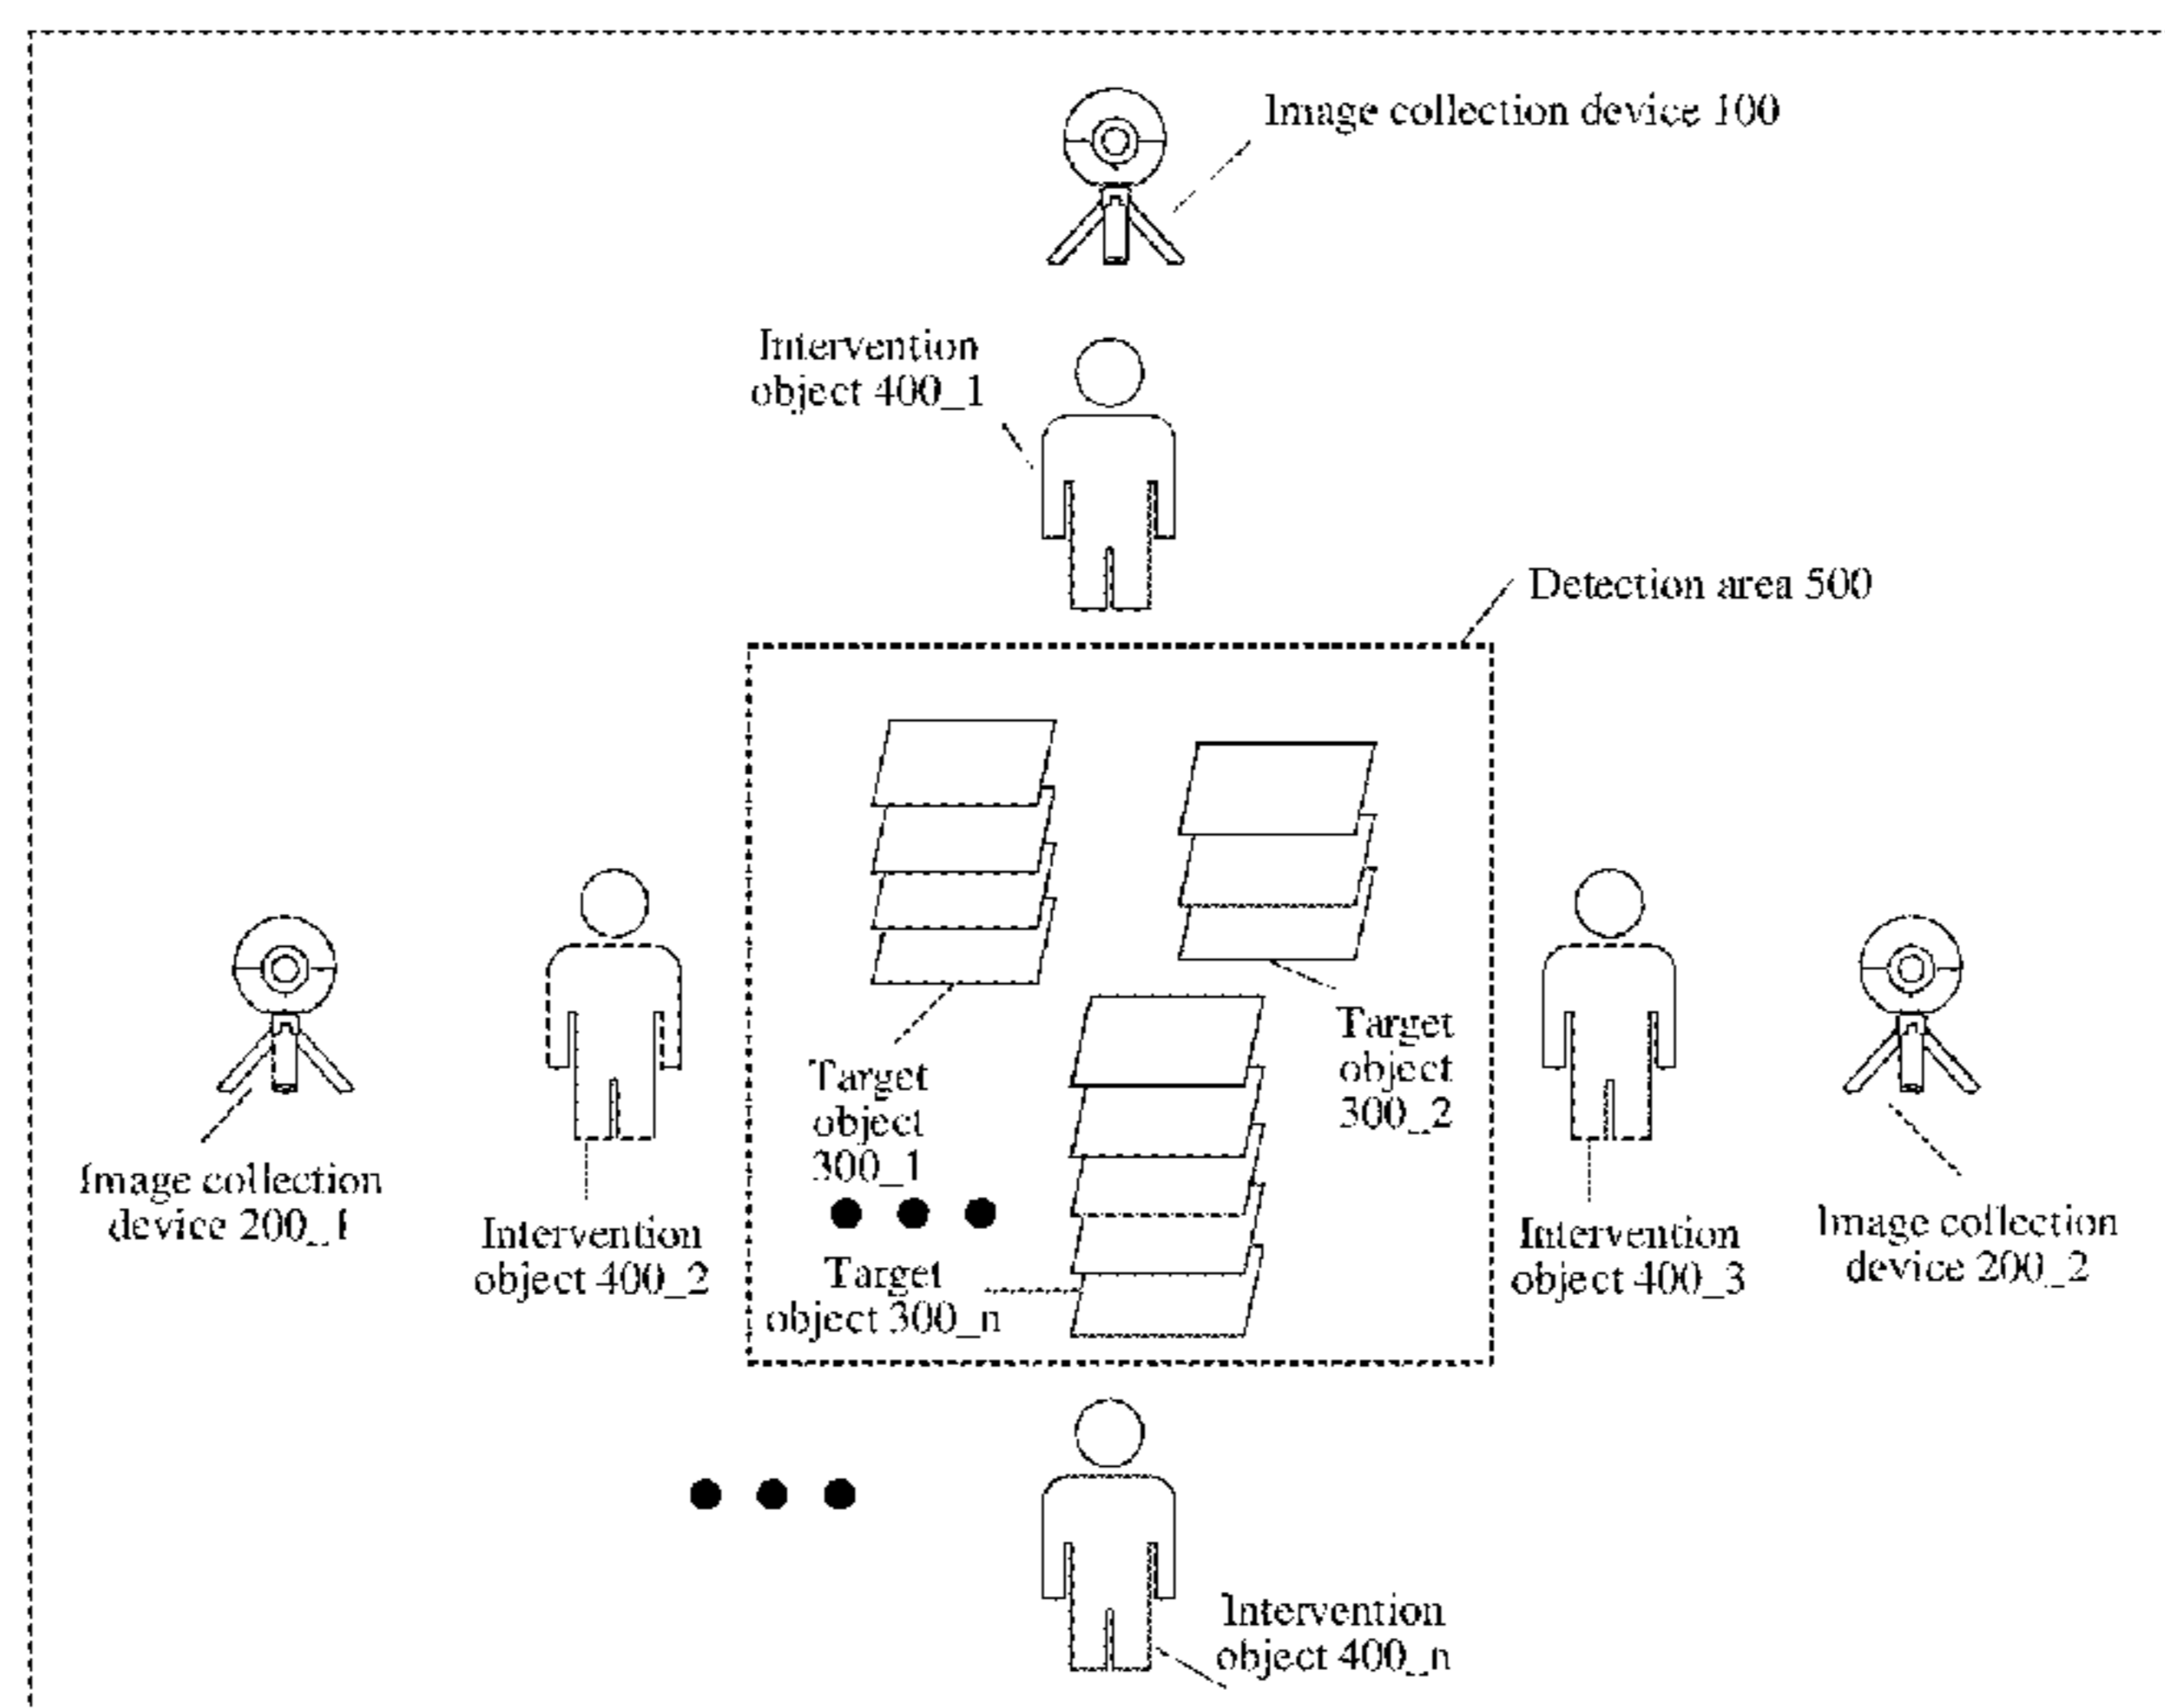 Image collection device 100
Intervention
object 400_1
Detection area 500
Target
object
300_1
Target
object
300_2
Target
object 300_n
Image collection
device 200_1
Intervention
object 400_2
Intervention
object 400_3
Image collection
device 200_2
Intervention
object 400_n